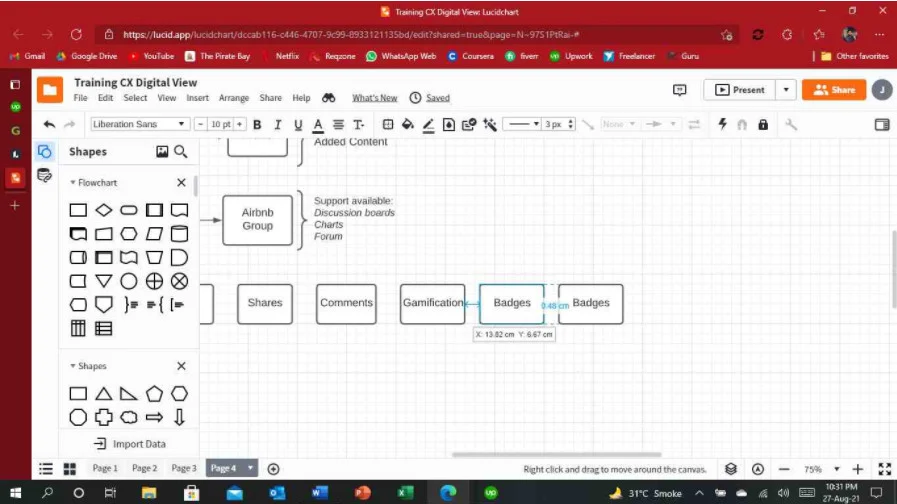 Training CX Digital View: Lucidchart
https://lucid.app/lucidchart/dccab116-c446-4707-9c99-8933121135bd/edit?shared=true&page=N~97S1PtRai-#
Gmail Google Drive YouTube The Pirate Bay Netflix Reqzone WhatsApp Web Coursera fiverr Upwork Freelancer Guru Other favorites
Training CX Digital View
File Edit Select View Insert Arrange Share Help What's New Saved
Present Share J
Liberation Sans - 10 pt + B I U A T 3 px None
Shapes
Added Content
Flowchart
Airbnb
Group
Support available:
Discussion boards
Charts
Forum
Shares Comments Gamification Badges 0.48 cm Badges
X: 13.82 cm Y: 6.67 cm
Shapes
Import Data
Page 1 Page 2 Page 3 Page 4
Right click and drag to move around the canvas.
75%
31°C Smoke
10:31 PM
27-Aug-21